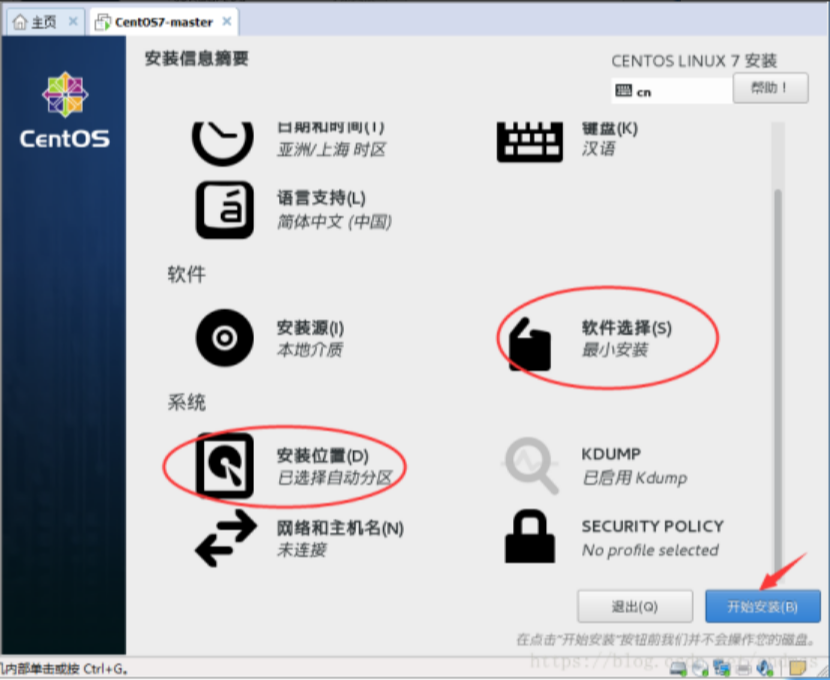 主页 CentOS7-master
安装信息摘要
CENTOS LINUX 7 安装
cn
帮助！
CentOS
日期和时间(T)
亚洲/上海 时区
键盘(K)
汉语
á
语言支持(L)
简体中文 (中国)
软件
安装源(I)
本地介质
软件选择(S)
最小安装
系统
安装位置(D)
已选择自动分区
KDUMP
已启用 Kdump
网络和主机名(N)
未连接
SECURITY POLICY
No profile selected
退出(Q)
开始安装(B)
在点击"开始安装"按钮前我们并不会操作您的磁盘。
内部单击或按 Ctrl+G。